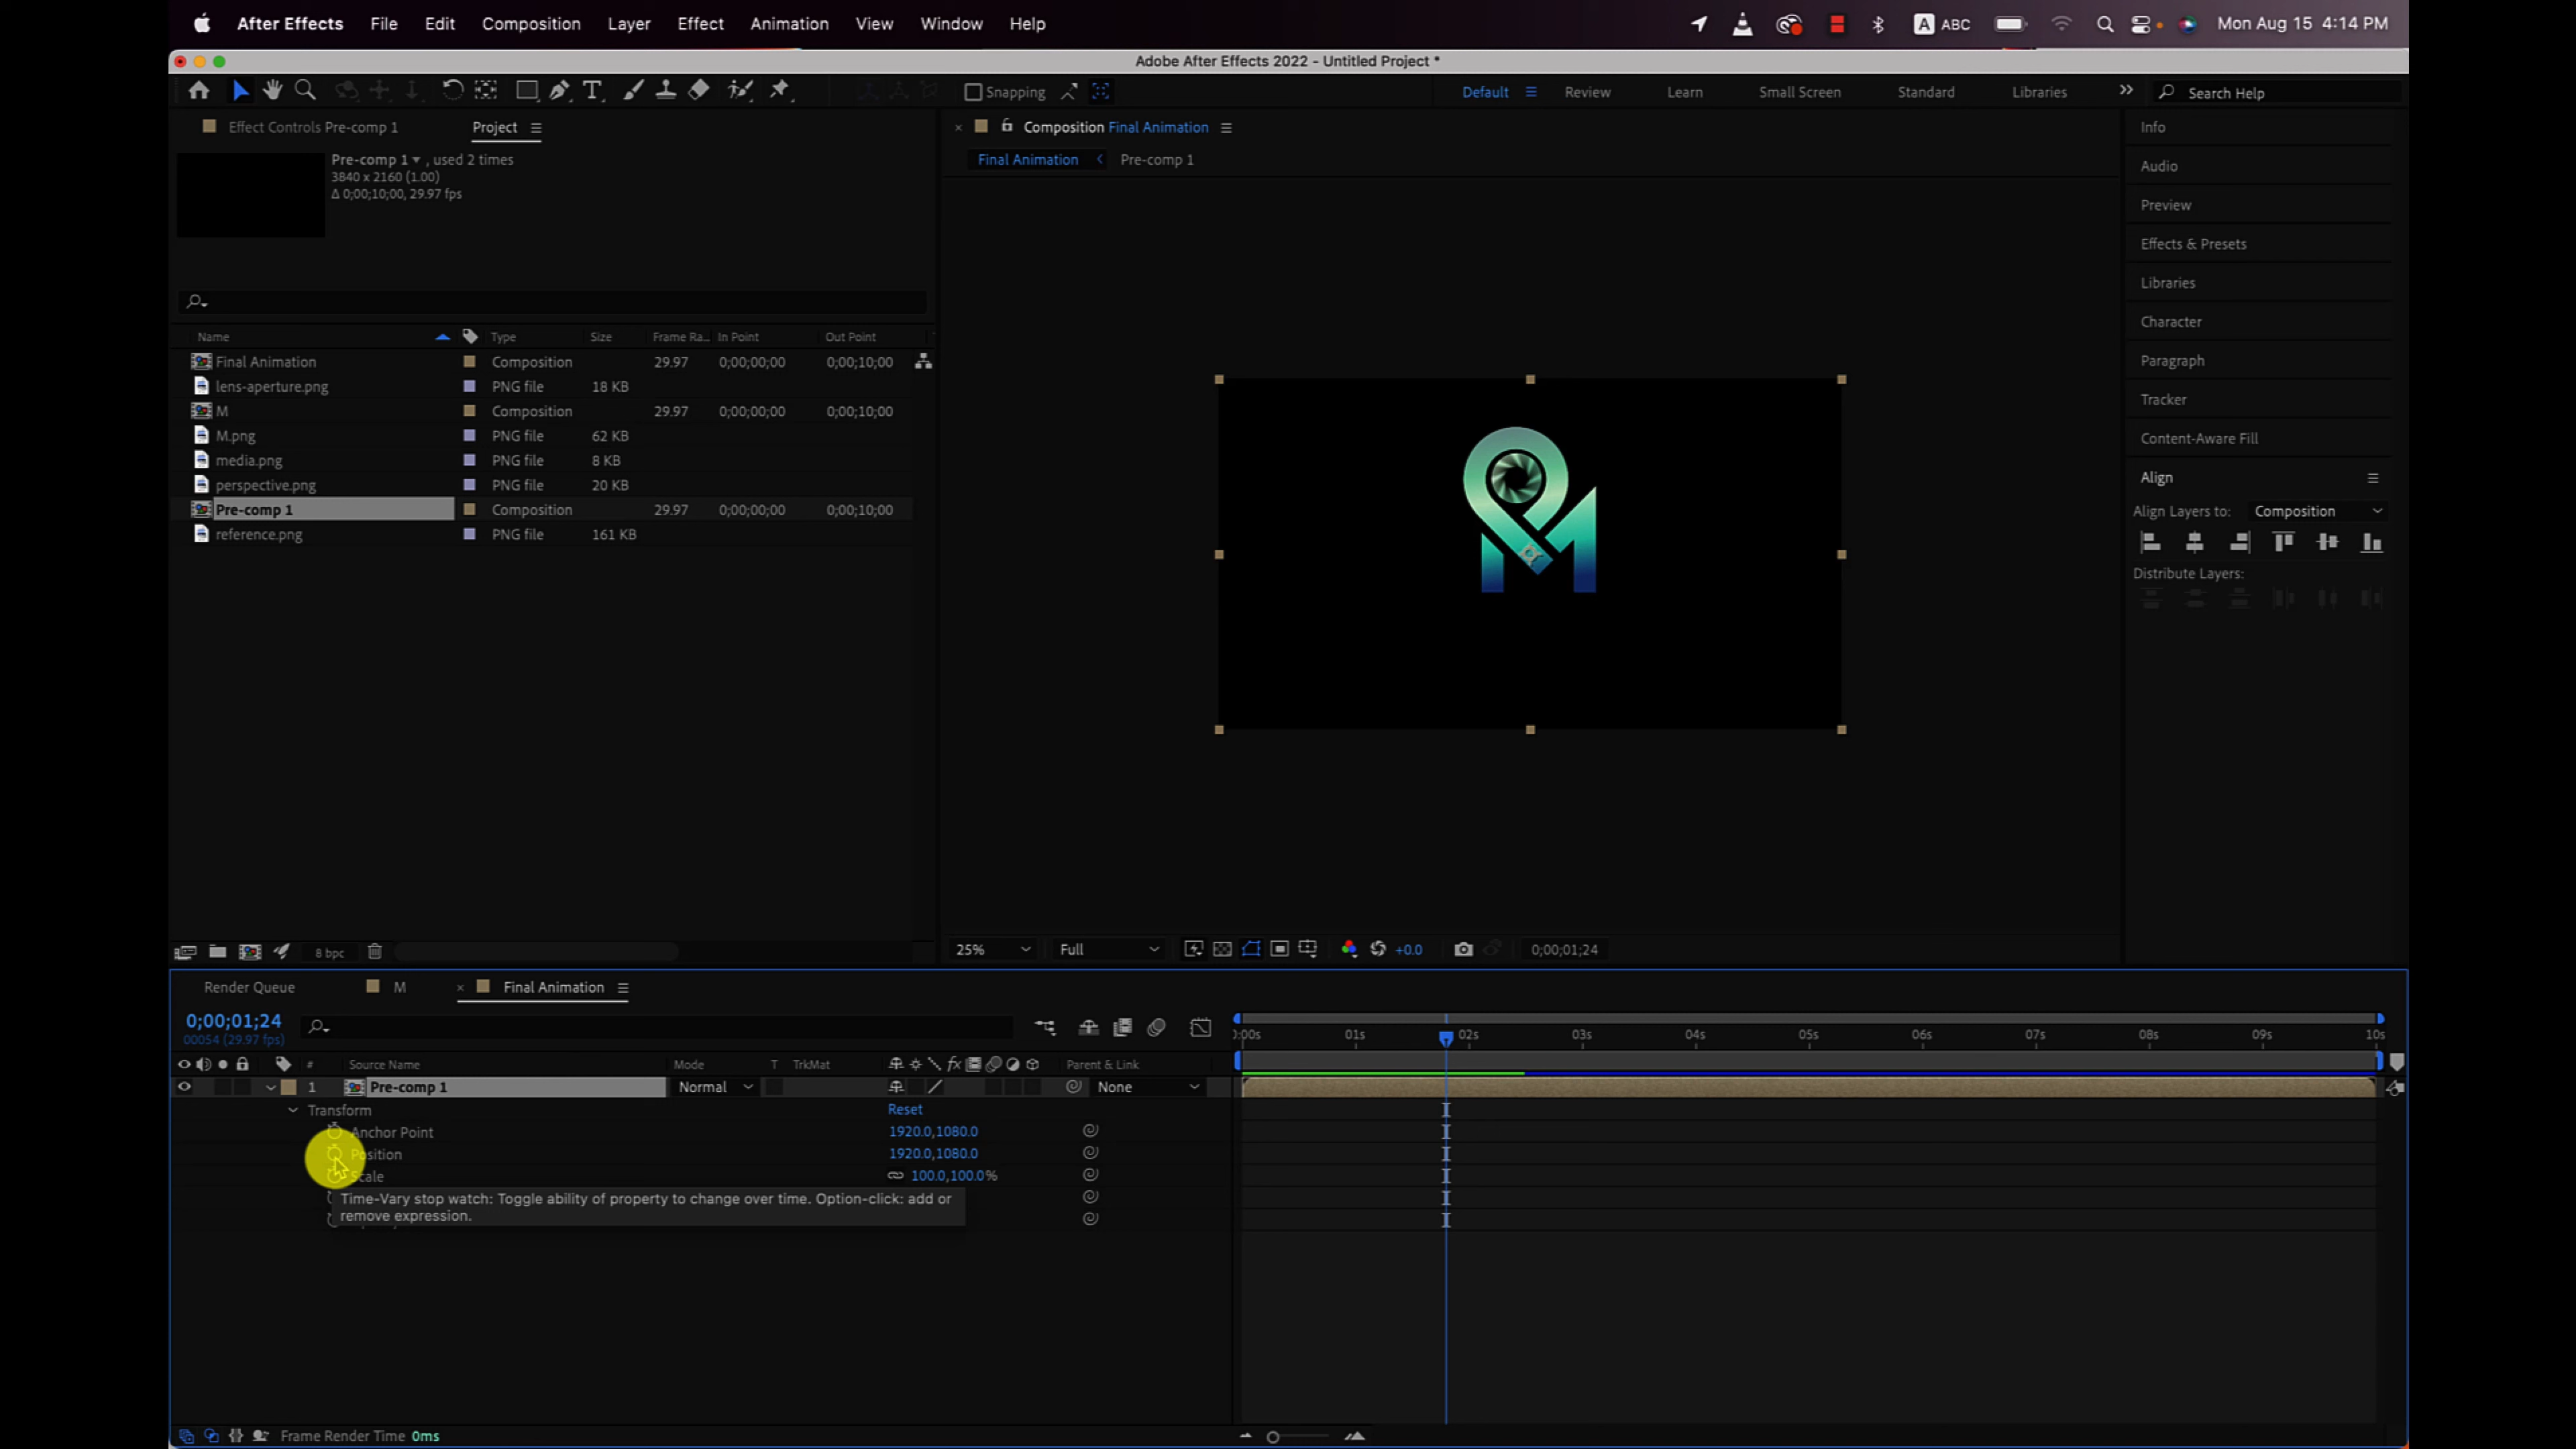 After Effects File Edit Composition Layer Effect Animation View Window Help A ABC Mon Aug 15 4:14 PM
Adobe After Effects 2022 - Untitled Project *
Snapping Default Review Learn Small Screen Standard Libraries Search Help
Effect Controls Pre-comp 1 Project
Pre-comp 1 , used 2 times
3840 x 2160 (1.00)
Δ 0;00;10;00, 29.97 fps
Name Type Size Frame Ra... In Point Out Point
Final Animation Composition 29.97 0;00;00;00 0;00;10;00
lens-aperture.png PNG file 18 KB
M Composition 29.97 0;00;00;00 0;00;10;00
M.png PNG file 62 KB
media.png PNG file 8 KB
perspective.png PNG file 20 KB
Pre-comp 1 Composition 29.97 0;00;00;00 0;00;10;00
reference.png PNG file 161 KB
8 bpc
Composition Final Animation
Final Animation Pre-comp 1
25% Full +0.0 0;00;01;24
Info
Audio
Preview
Effects & Presets
Libraries
Character
Paragraph
Tracker
Content-Aware Fill
Align
Align Layers to: Composition
Distribute Layers:
Render Queue M Final Animation
0;00;01;24
00054 (29.97 fps)
:00s 01s 02s 03s 04s 05s 06s 07s 08s 09s 10s
# Source Name Mode T TrkMat fx Parent & Link
1 Pre-comp 1 Normal None
Transform Reset
Anchor Point 1920.0,1080.0
Position 1920.0,1080.0
Scale 100.0,100.0%
Time-Vary stop watch: Toggle ability of property to change over time. Option-click: add or
remove expression.
Frame Render Time 0ms